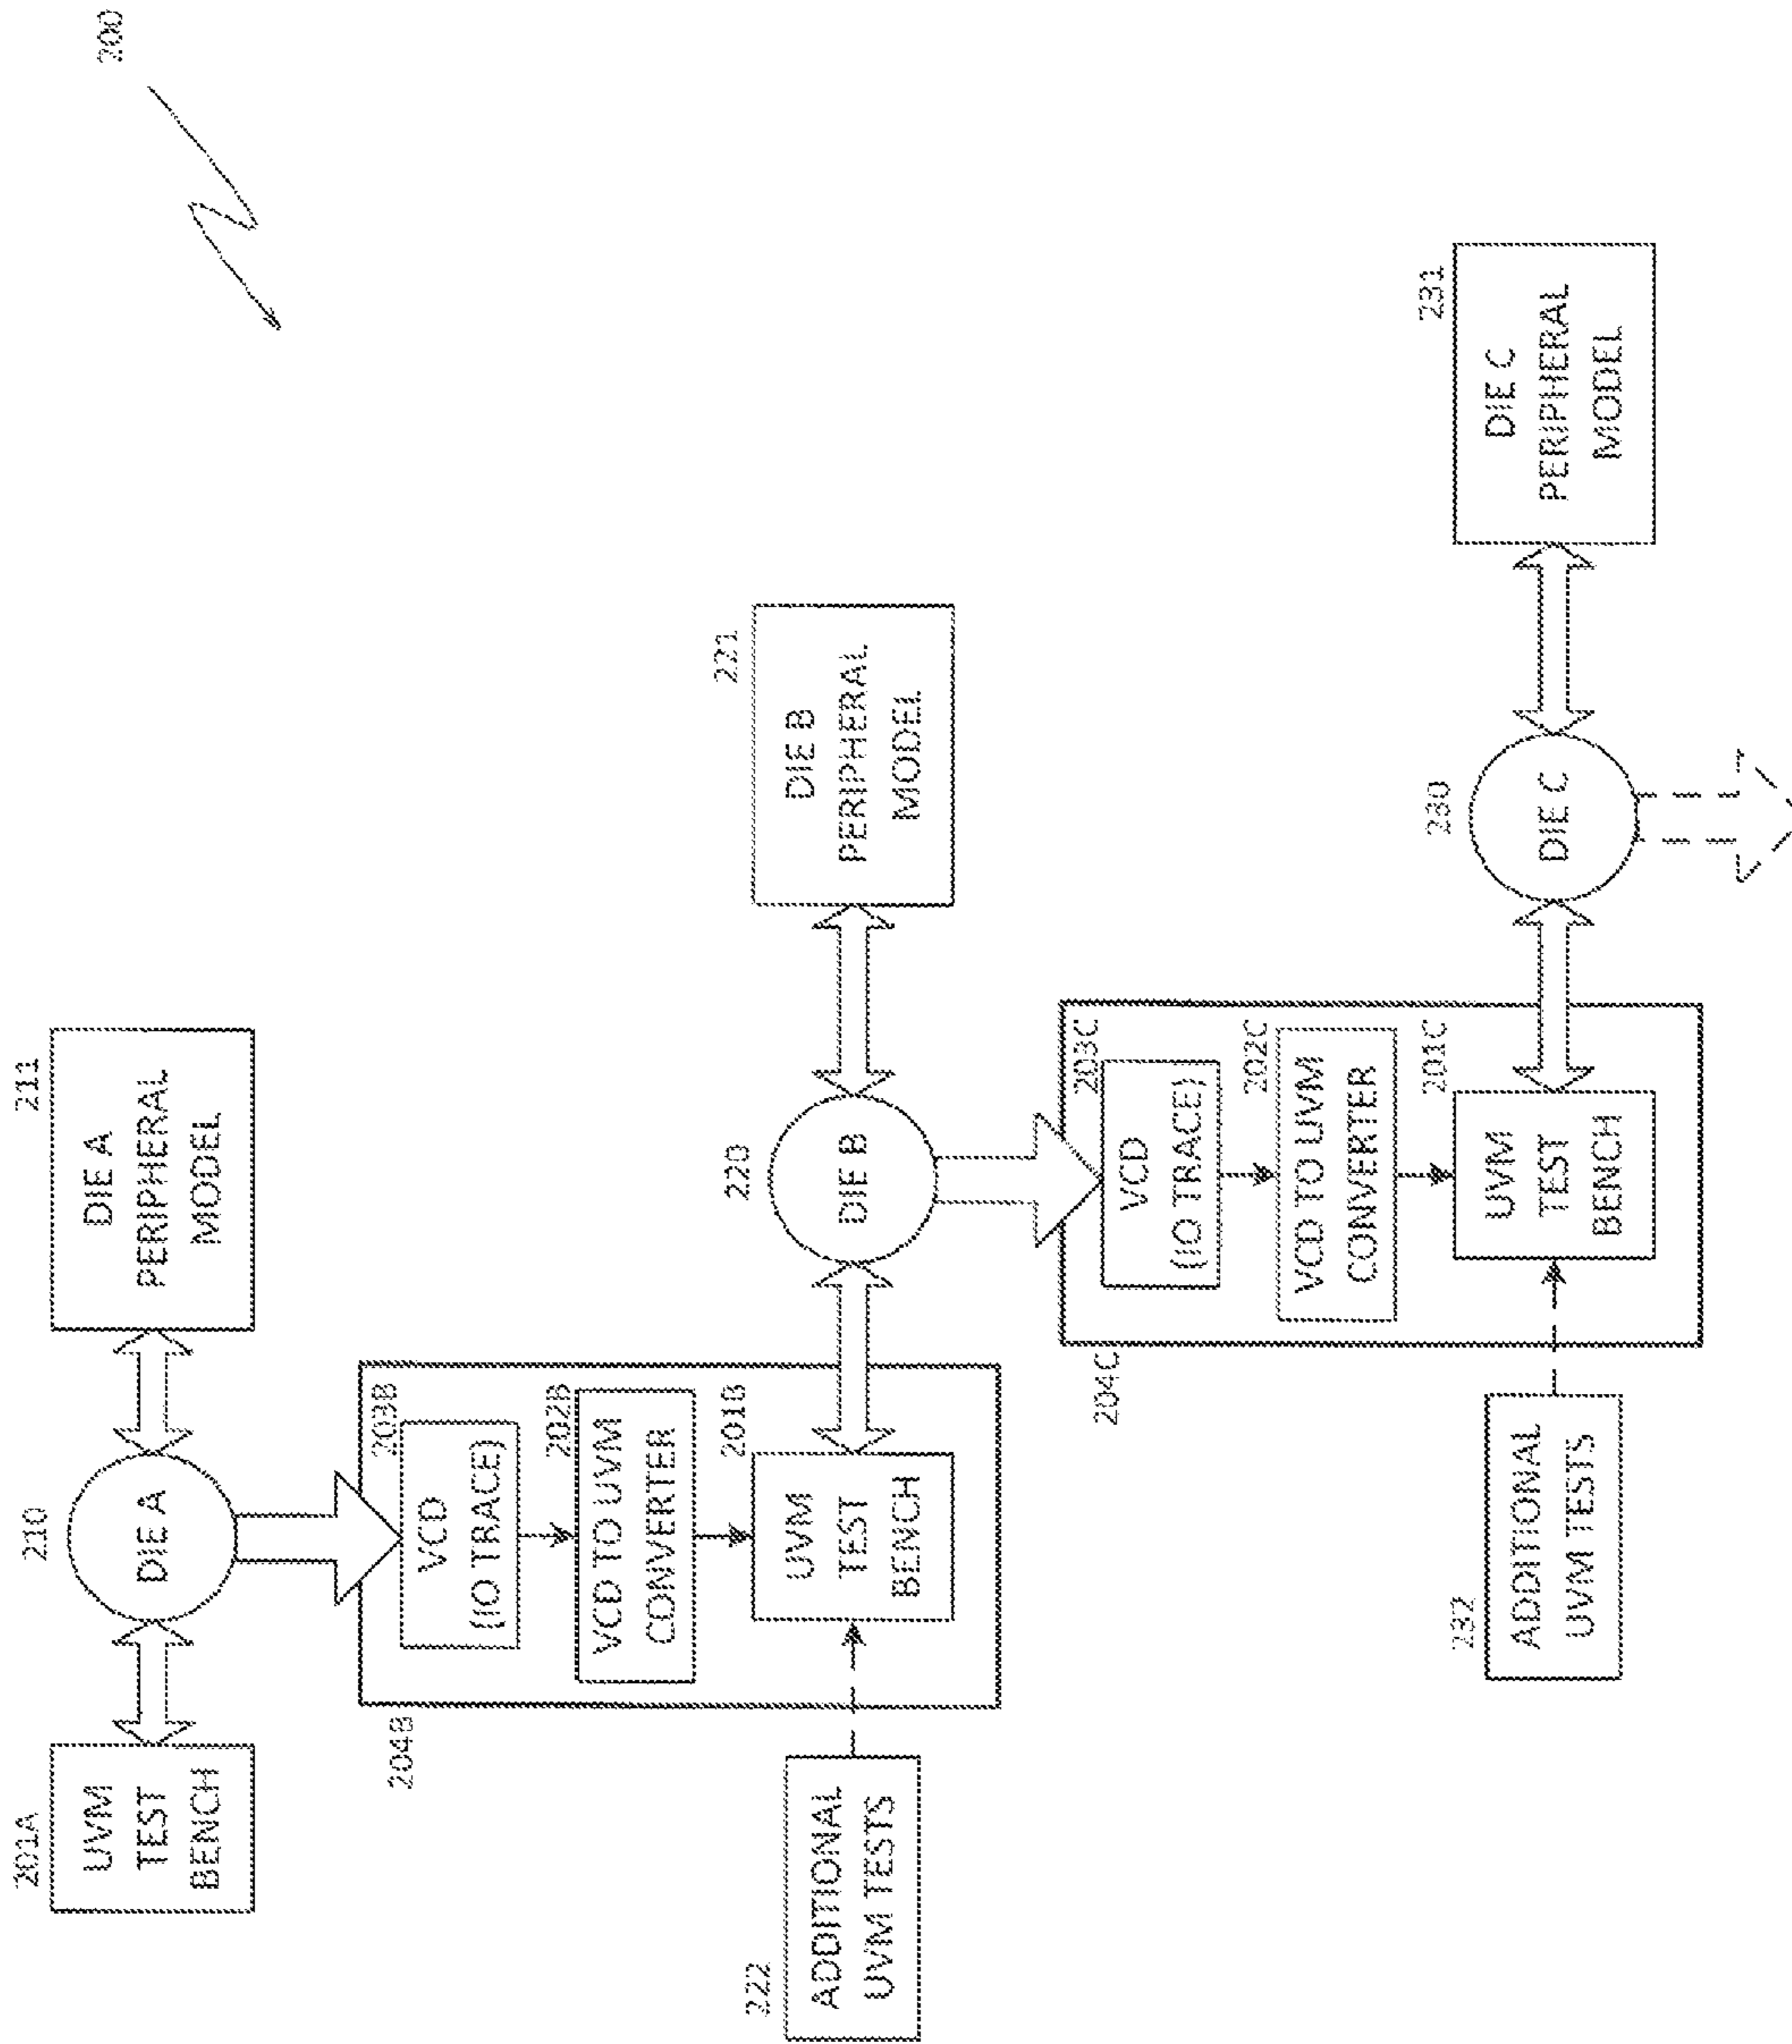 200
201A
UVM
TEST
BENCH
210
DIE A
211
DIE A
PERIPHERAL
MODEL
204B
203B
VCD
(IO TRACE)
202B
VCD TO UVM
CONVERTER
201B
UVM
TEST
BENCH
222
ADDITIONAL
UVM TESTS
220
DIE B
221
DIE B
PERIPHERAL
MODEL
204C
203C
VCD
(IO TRACE)
202C
VCD TO UVM
CONVERTER
201C
UVM
TEST
BENCH
232
ADDITIONAL
UVM TESTS
230
DIE C
231
DIE C
PERIPHERAL
MODEL